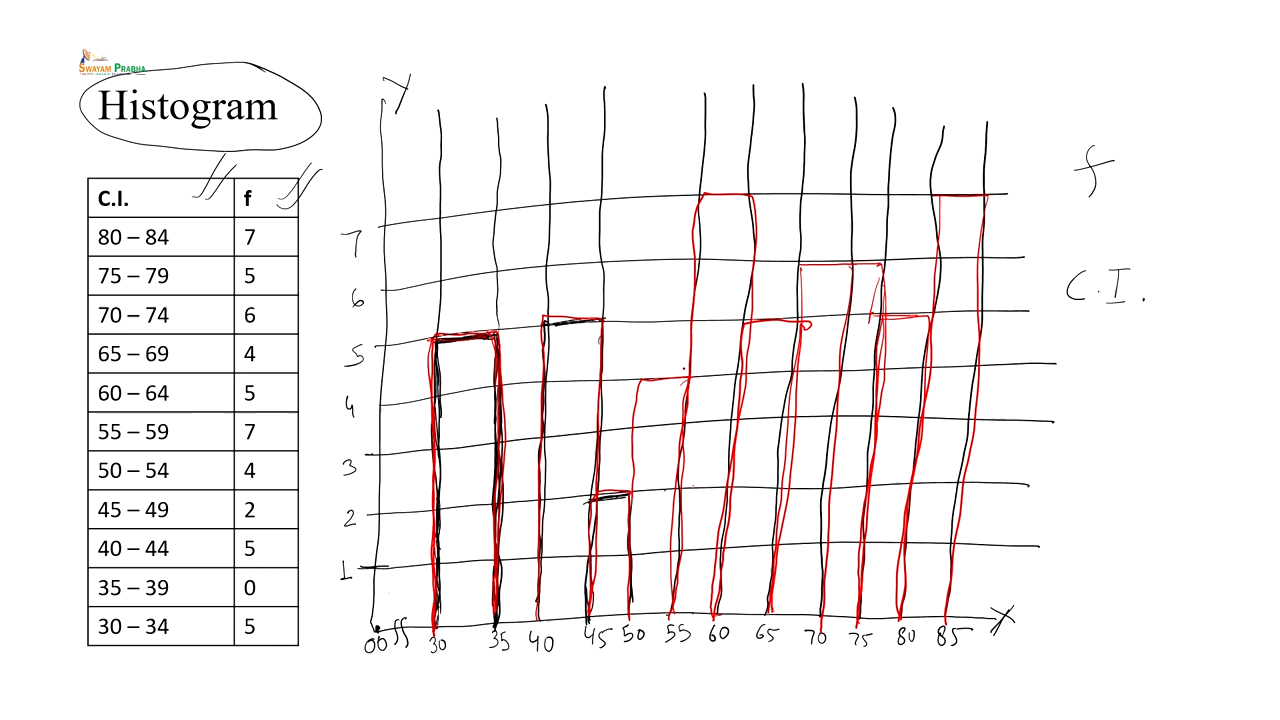 SWAYAM PRABHA
Histogram
C.I. f
80 – 84 7
75 – 79 5
70 – 74 6
65 – 69 4
60 – 64 5
55 – 59 7
50 – 54 4
45 – 49 2
40 – 44 5
35 – 39 0
30 – 34 5
Y
7
6
5
4
3
2
1
00 30 35 40 45 50 55 60 65 70 75 80 85
X
f
C.I.